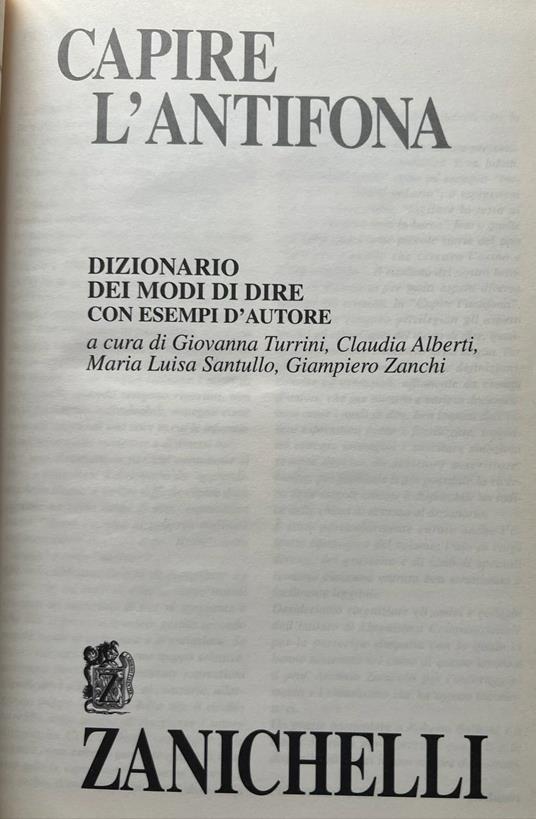 CAPIRE
L'ANTIFONA
DIZIONARIO
DEI MODI DI DIRE
CON ESEMPI D'AUTORE
a cura di Giovanna Turrini, Claudia Alberti,
Maria Luisa Santullo, Giampiero Zanchi
Z
ZANICHELLI